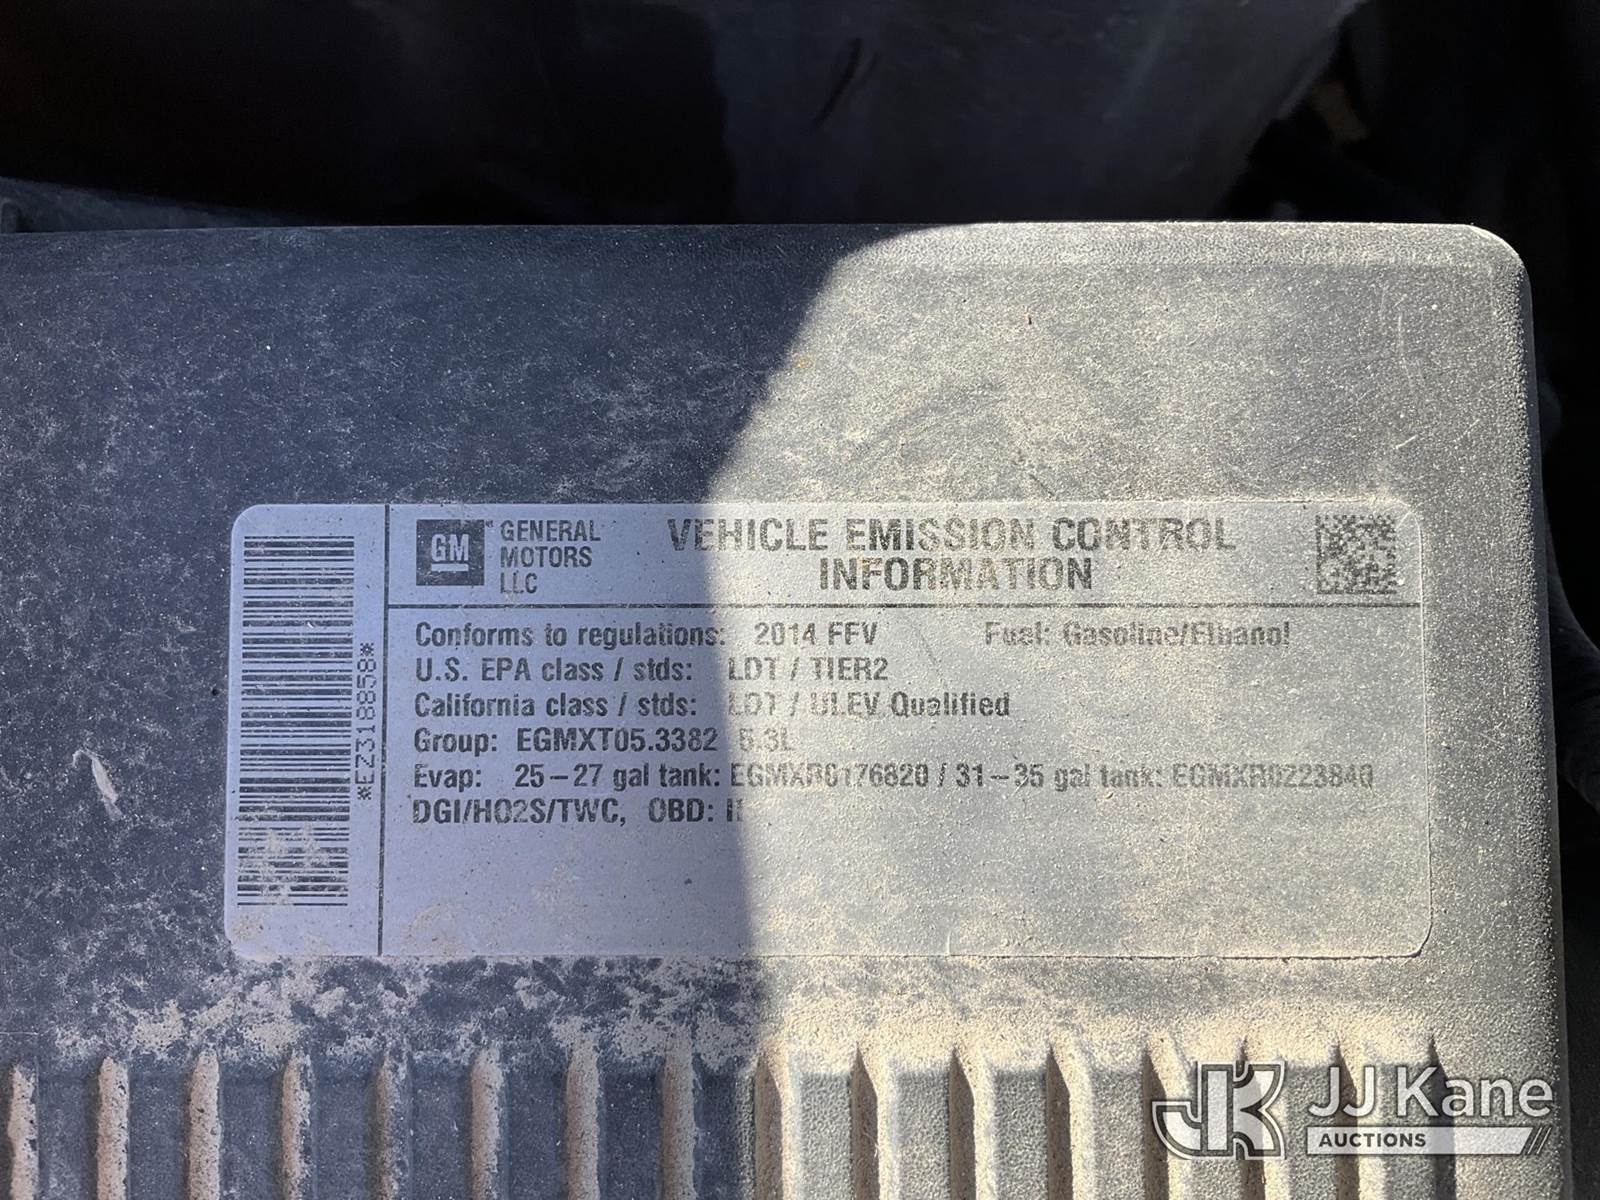 GM GENERAL MOTORS LLC
VEHICLE EMISSION CONTROL
INFORMATION
Conforms to regulations: 2014 FFV Fuel: Gasoline/Ethanol
U.S. EPA class / stds: LDT / TIER2
California class / stds: LDT / ULEV Qualified
Group: EGMXT05.3382 5.3L
Evap: 25-27 gal tank: EGMXR0176820 / 31-35 gal tank: EGMXR0223840
DGI/HO2S/TWC, OBD: II
*EZ318858*
JK JJ Kane
AUCTIONS